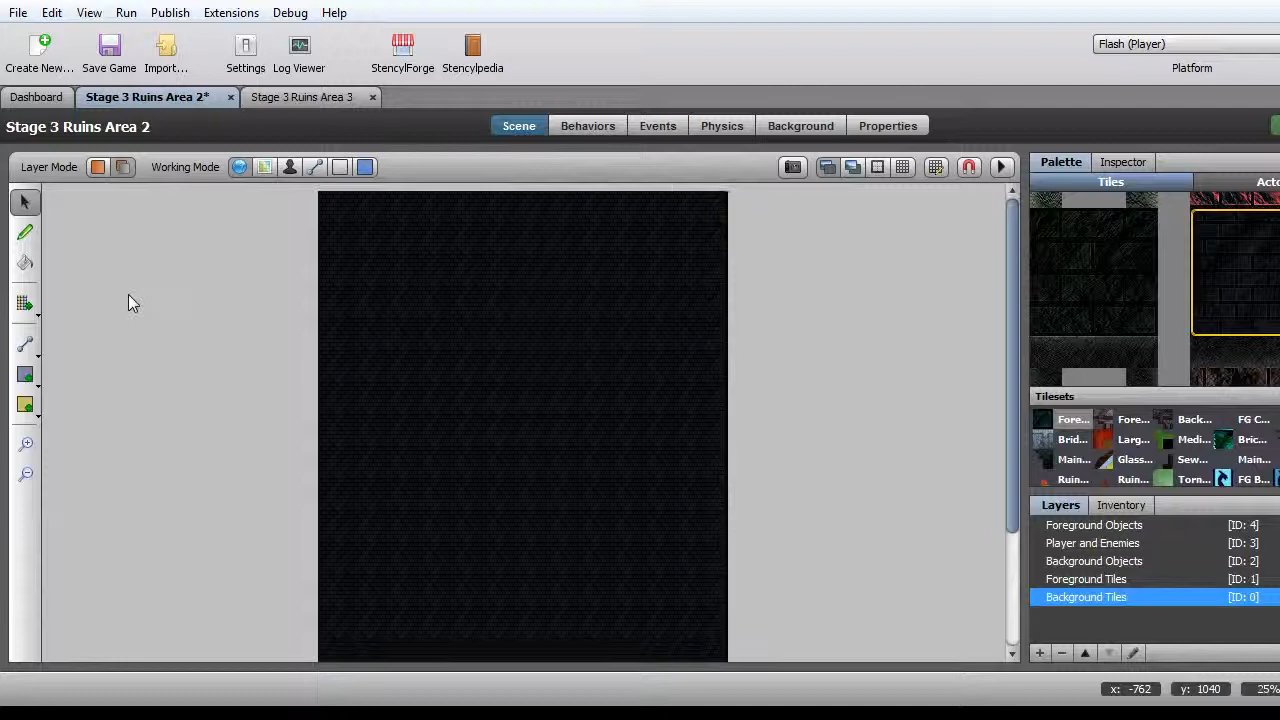 File Edit View Run Publish Extensions Debug Help
Create New... Save Game Import... Settings Log Viewer StencylForge Stencylpedia
Flash (Player)
Platform
Dashboard Stage 3 Ruins Area 2* Stage 3 Ruins Area 3
Stage 3 Ruins Area 2
Scene Behaviors Events Physics Background Properties
Layer Mode Working Mode
Palette Inspector
Tiles Acto
Tilesets
Fore... Fore... Back... FG C...
Brid... Larg... Medi... Bric...
Main... Glass... Sew... Main...
Ruin... Ruin... Torn... FG B...
Layers Inventory
Foreground Objects [ID: 4]
Player and Enemies [ID: 3]
Background Objects [ID: 2]
Foreground Tiles [ID: 1]
Background Tiles [ID: 0]
x: -762 y: 1040 25%